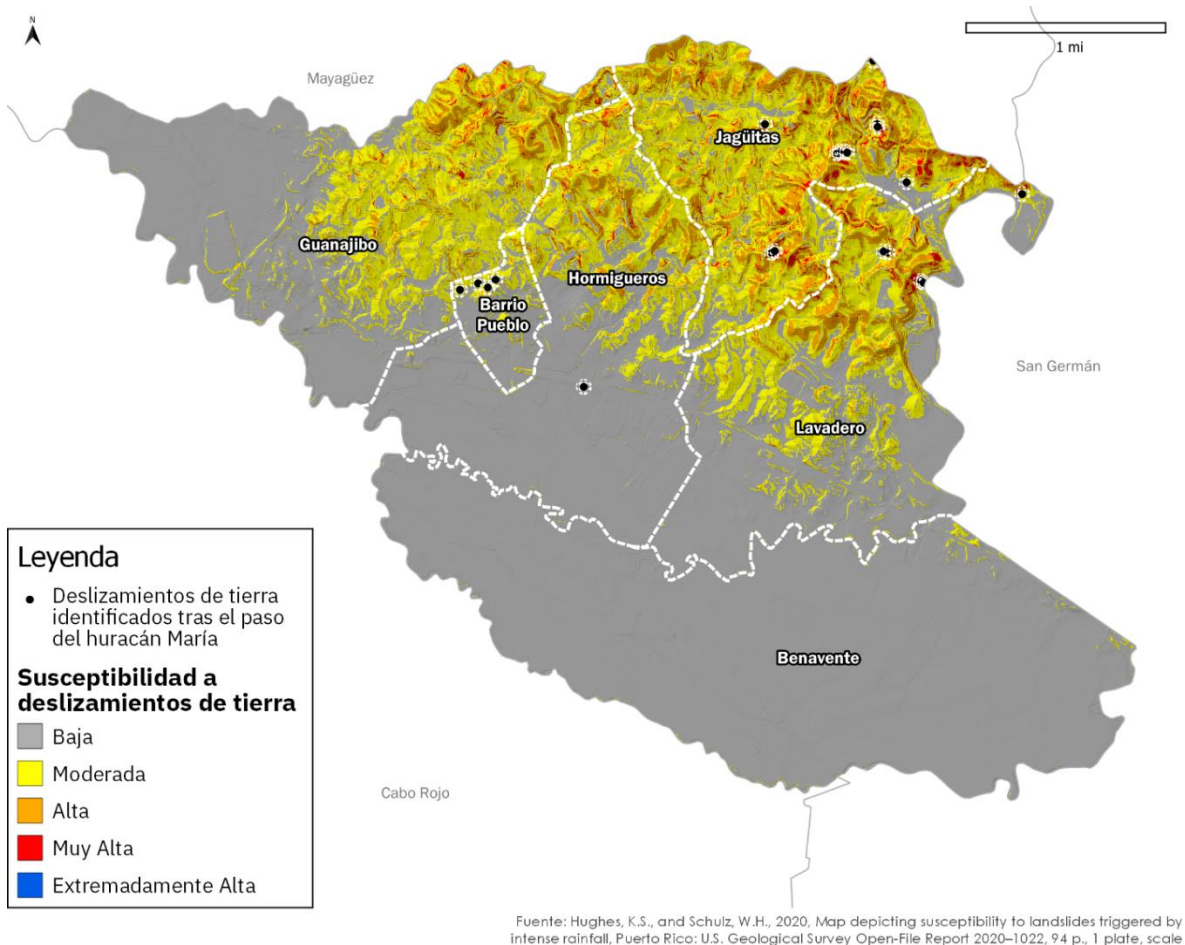 N
1 mi
Mayagüez
Jagüitas
Guanajibo
Hormigueros
Barrio
Pueblo
San Germán
Lavadero
Benavente
Cabo Rojo
Leyenda
Deslizamientos de tierra
identificados tras el paso
del huracán María
Susceptibilidad a
deslizamientos de tierra
Baja
Moderada
Alta
Muy Alta
Extremadamente Alta
Fuente: Hughes, K.S., and Schulz, W.H., 2020, Map depicting susceptibility to landslides triggered by
intense rainfall, Puerto Rico: U.S. Geological Survey Open-File Report 2020–1022, 94 p., 1 plate, scale